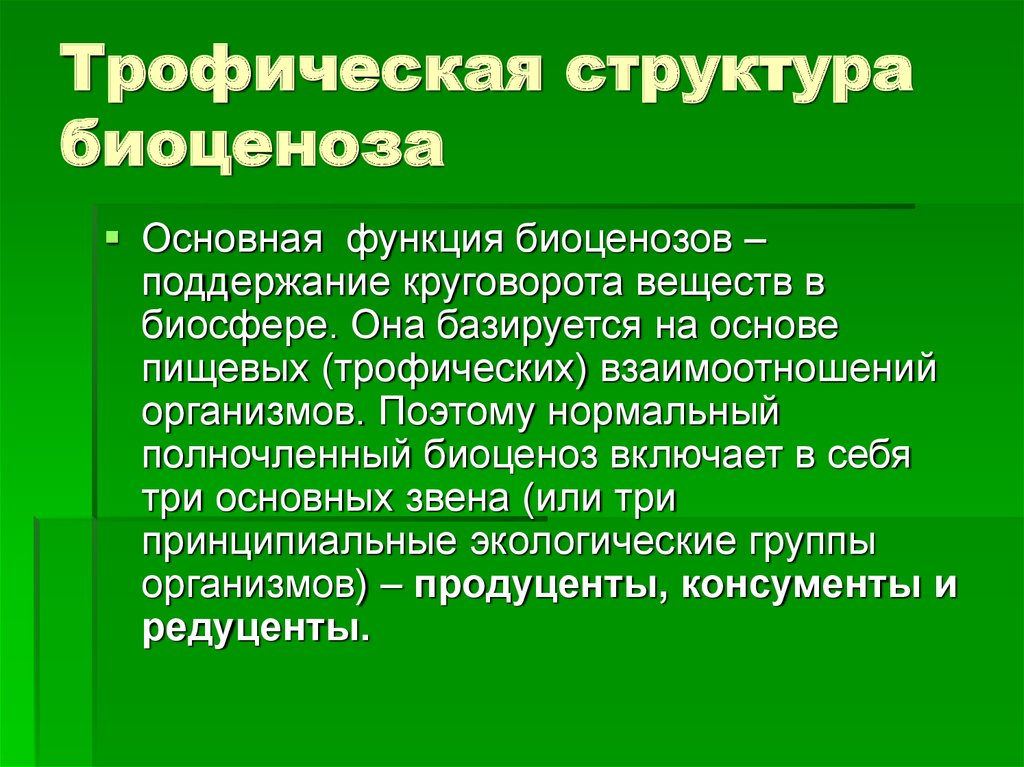 Трофическая структура
биоценоза
Основная функция биоценозов –
поддержание круговорота веществ в
биосфере. Она базируется на основе
пищевых (трофических) взаимоотношений
организмов. Поэтому нормальный
полночленный биоценоз включает в себя
три основных звена (или три
принципиальные экологические группы
организмов) – продуценты, консументы и
редуценты.